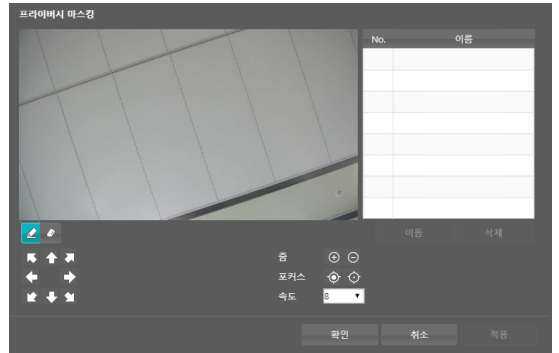 프라이버시 마스킹
No. 이름
이동 삭제
줌
포커스
속도 8
확인 취소 적용